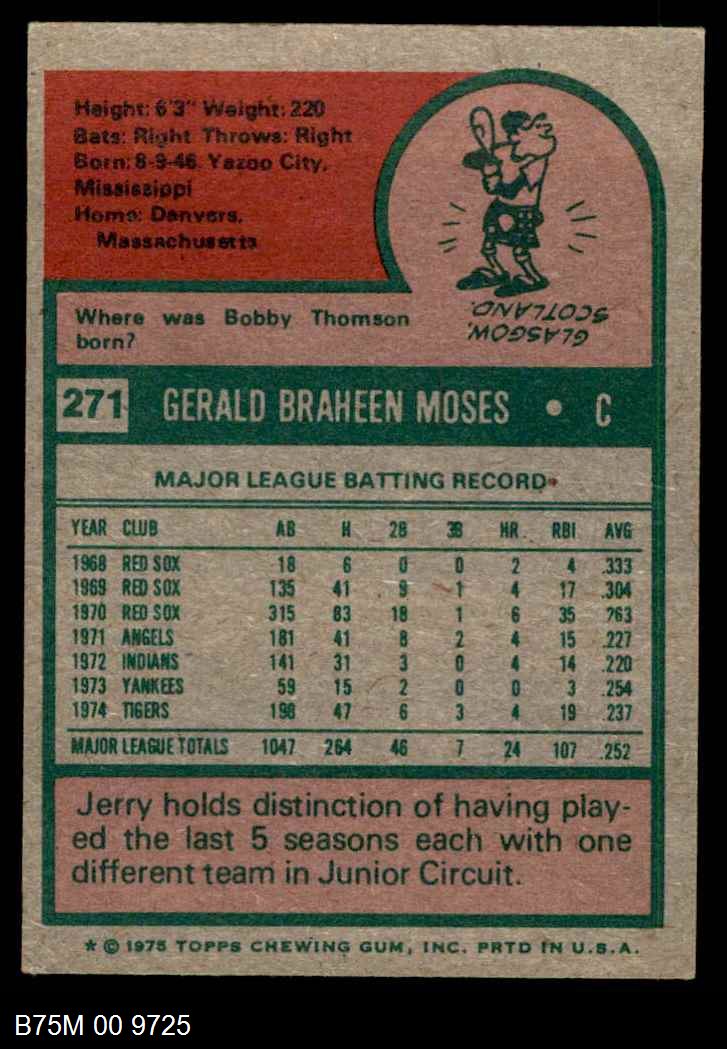 Height: 6'3" Weight: 220
Bats: Right Throws: Right
Born: 8-9-46 Yazoo City,
Mississippi
Home: Danvers,
Massachusetts
GLASGOW,
SCOTLAND.
Where was Bobby Thomson
born?
271 GERALD BRAHEEN MOSES • C
MAJOR LEAGUE BATTING RECORD
YEAR CLUB AB H 2B 3B HR RBI AVG
1968 RED SOX 18 6 0 0 2 4 .333
1969 RED SOX 135 41 9 1 4 17 .304
1970 RED SOX 315 83 18 1 6 35 .263
1971 ANGELS 181 41 8 2 4 15 .227
1972 INDIANS 141 31 3 0 4 14 .220
1973 YANKEES 59 15 2 0 0 3 .254
1974 TIGERS 198 47 6 3 4 19 .237
MAJOR LEAGUE TOTALS 1047 264 46 7 24 107 .252
Jerry holds distinction of having play-
ed the last 5 seasons each with one
different team in Junior Circuit.
* © 1975 TOPPS CHEWING GUM, INC. PRTD IN U.S.A.
B75M 00 9725